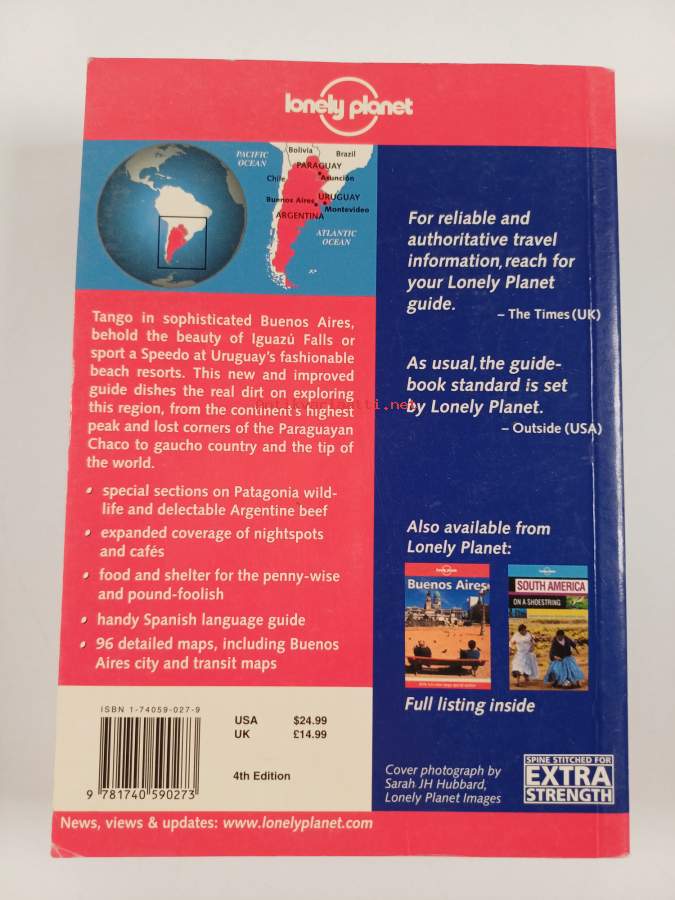 lonely planet
PACIFIC
OCEAN
Bolivia
Brazil
PARAGUAY
Chile
Asunción
URUGUAY
Buenos Aires
Montevideo
ARGENTINA
ATLANTIC
OCEAN
Tango in sophisticated Buenos Aires,
behold the beauty of Iguazú Falls or
sport a Speedo at Uruguay's fashionable
beach resorts. This new and improved
guide dishes the real dirt on exploring
this region, from the continent's highest
peak and lost corners of the Paraguayan
Chaco to gaucho country and the tip of
the world.
• special sections on Patagonia wild-
life and delectable Argentine beef
• expanded coverage of nightspots
and cafés
• food and shelter for the penny-wise
and pound-foolish
• handy Spanish language guide
• 96 detailed maps, including Buenos
Aires city and transit maps
ISBN 1-74059-027-9
9 781740 590273
USA $24.99
UK £14.99
4th Edition
For reliable and
authoritative travel
information, reach for
your Lonely Planet
guide.
– The Times (UK)
As usual, the guide-
book standard is set
by Lonely Planet.
– Outside (USA)
Also available from
Lonely Planet:
lonely planet
Buenos Aires
lonely planet
SOUTH AMERICA
ON A SHOESTRING
Full listing inside
Cover photograph by
Sarah JH Hubbard,
Lonely Planet Images
SPINE STITCHED FOR
EXTRA
STRENGTH
News, views & updates: www.lonelyplanet.com